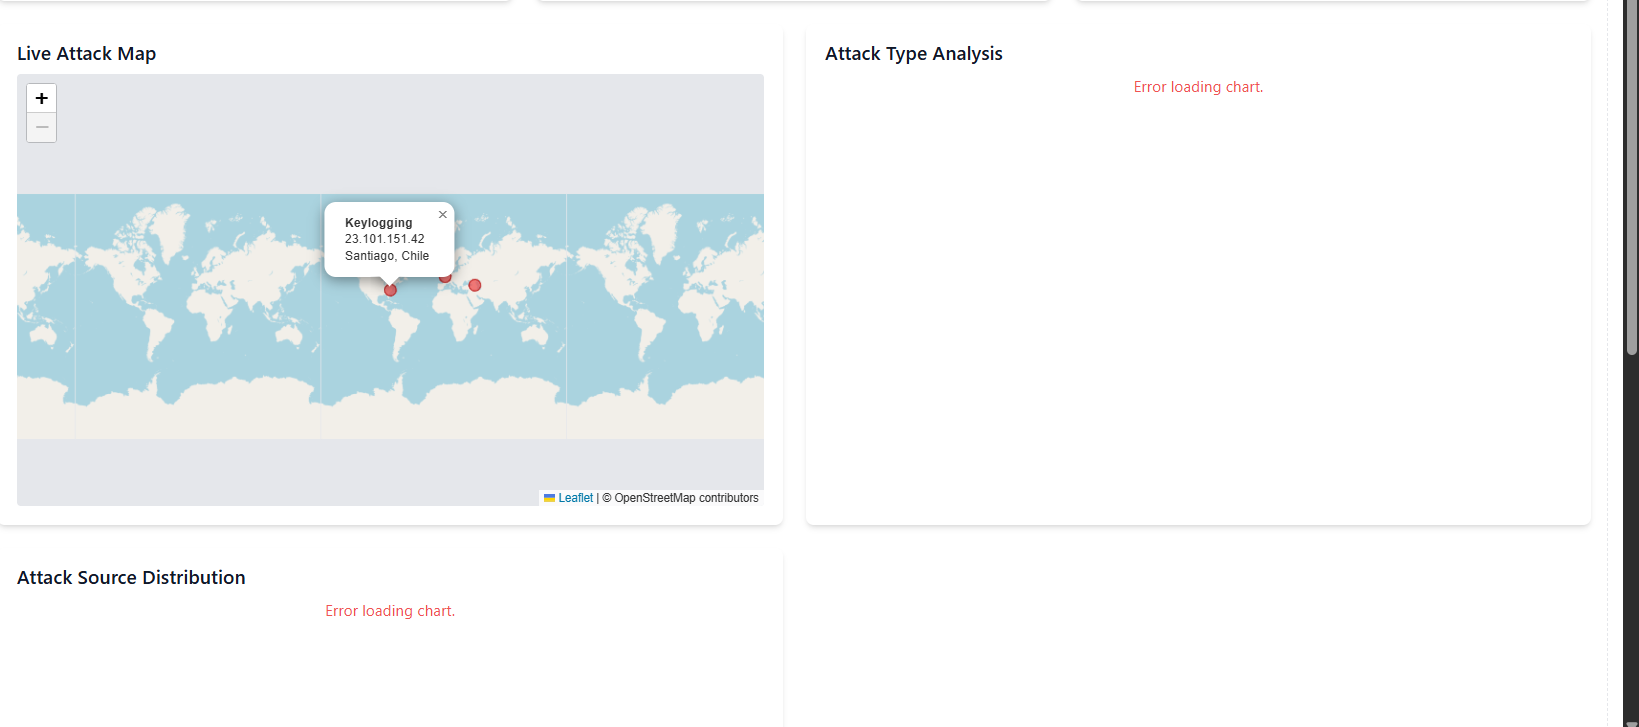 Live Attack Map
+
−
Keylogging
×
23.101.151.42
Santiago, Chile
Leaflet | © OpenStreetMap contributors
Attack Type Analysis
Error loading chart.
Attack Source Distribution
Error loading chart.